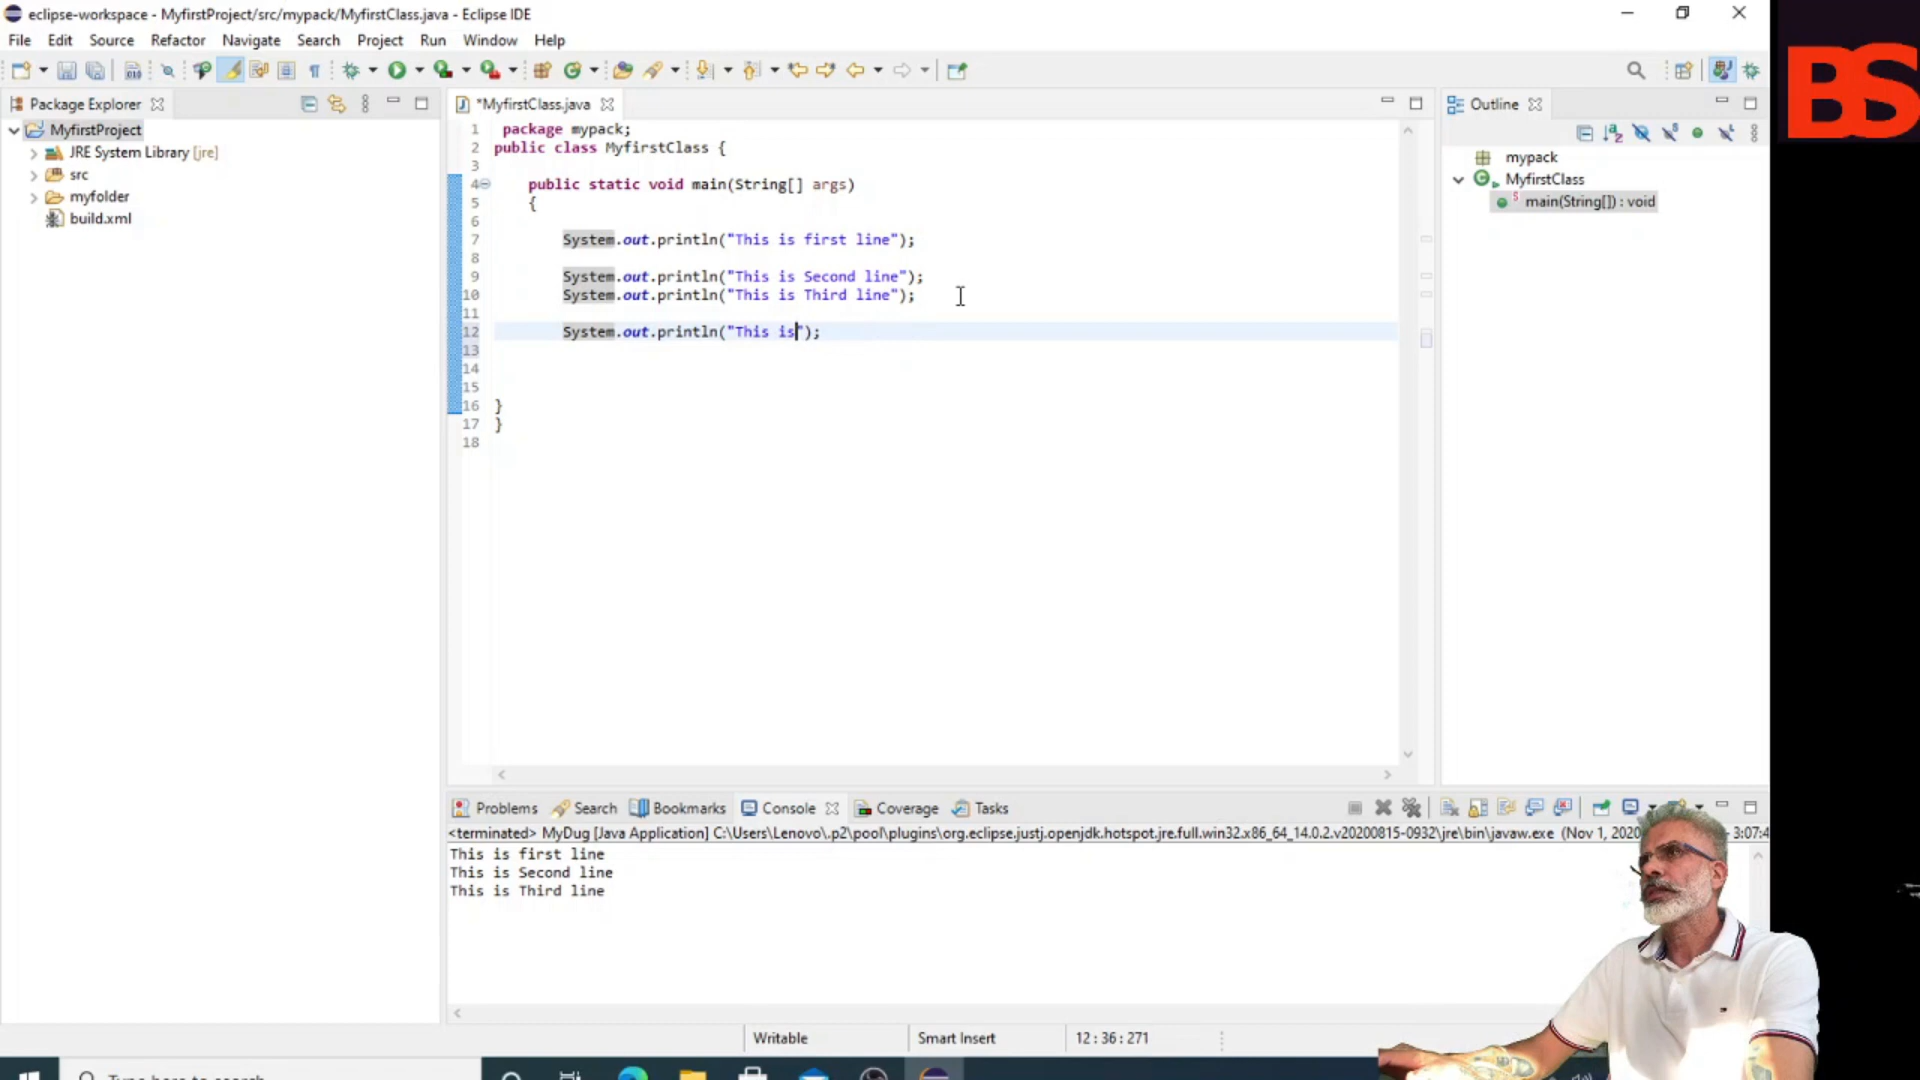 eclipse-workspace - MyfirstProject/src/mypack/MyfirstClass.java - Eclipse IDE
File Edit Source Refactor Navigate Search Project Run Window Help
BS
Package Explorer
*MyfirstClass.java
Outline
MyfirstProject
JRE System Library [jre]
src
myfolder
build.xml
1 package mypack;
2 public class MyfirstClass {
3
4 public static void main(String[] args)
5 {
6
7 System.out.println("This is first line");
8
9 System.out.println("This is Second line");
10 System.out.println("This is Third line");
11
12 System.out.println("This is");
13
14
15
16 }
17 }
18
mypack
MyfirstClass
main(String[]) : void
Problems Search Bookmarks Console Coverage Tasks
<terminated> MyDug [Java Application] C:\Users\Lenovo\.p2\pool\plugins\org.eclipse.justj.openjdk.hotspot.jre.full.win32.x86_64_14.0.2.v20200815-0932\jre\bin\javaw.exe (Nov 1, 2020 3:07:4
This is first line
This is Second line
This is Third line
Writable Smart Insert 12 : 36 : 271
Type here to search